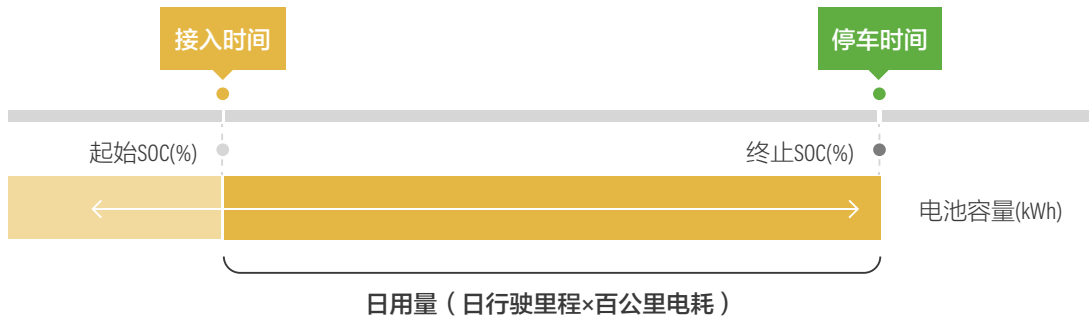 接入时间
停车时间
起始SOC(%)
终止SOC(%)
电池容量(kWh)
日用量（日行驶里程×百公里电耗）